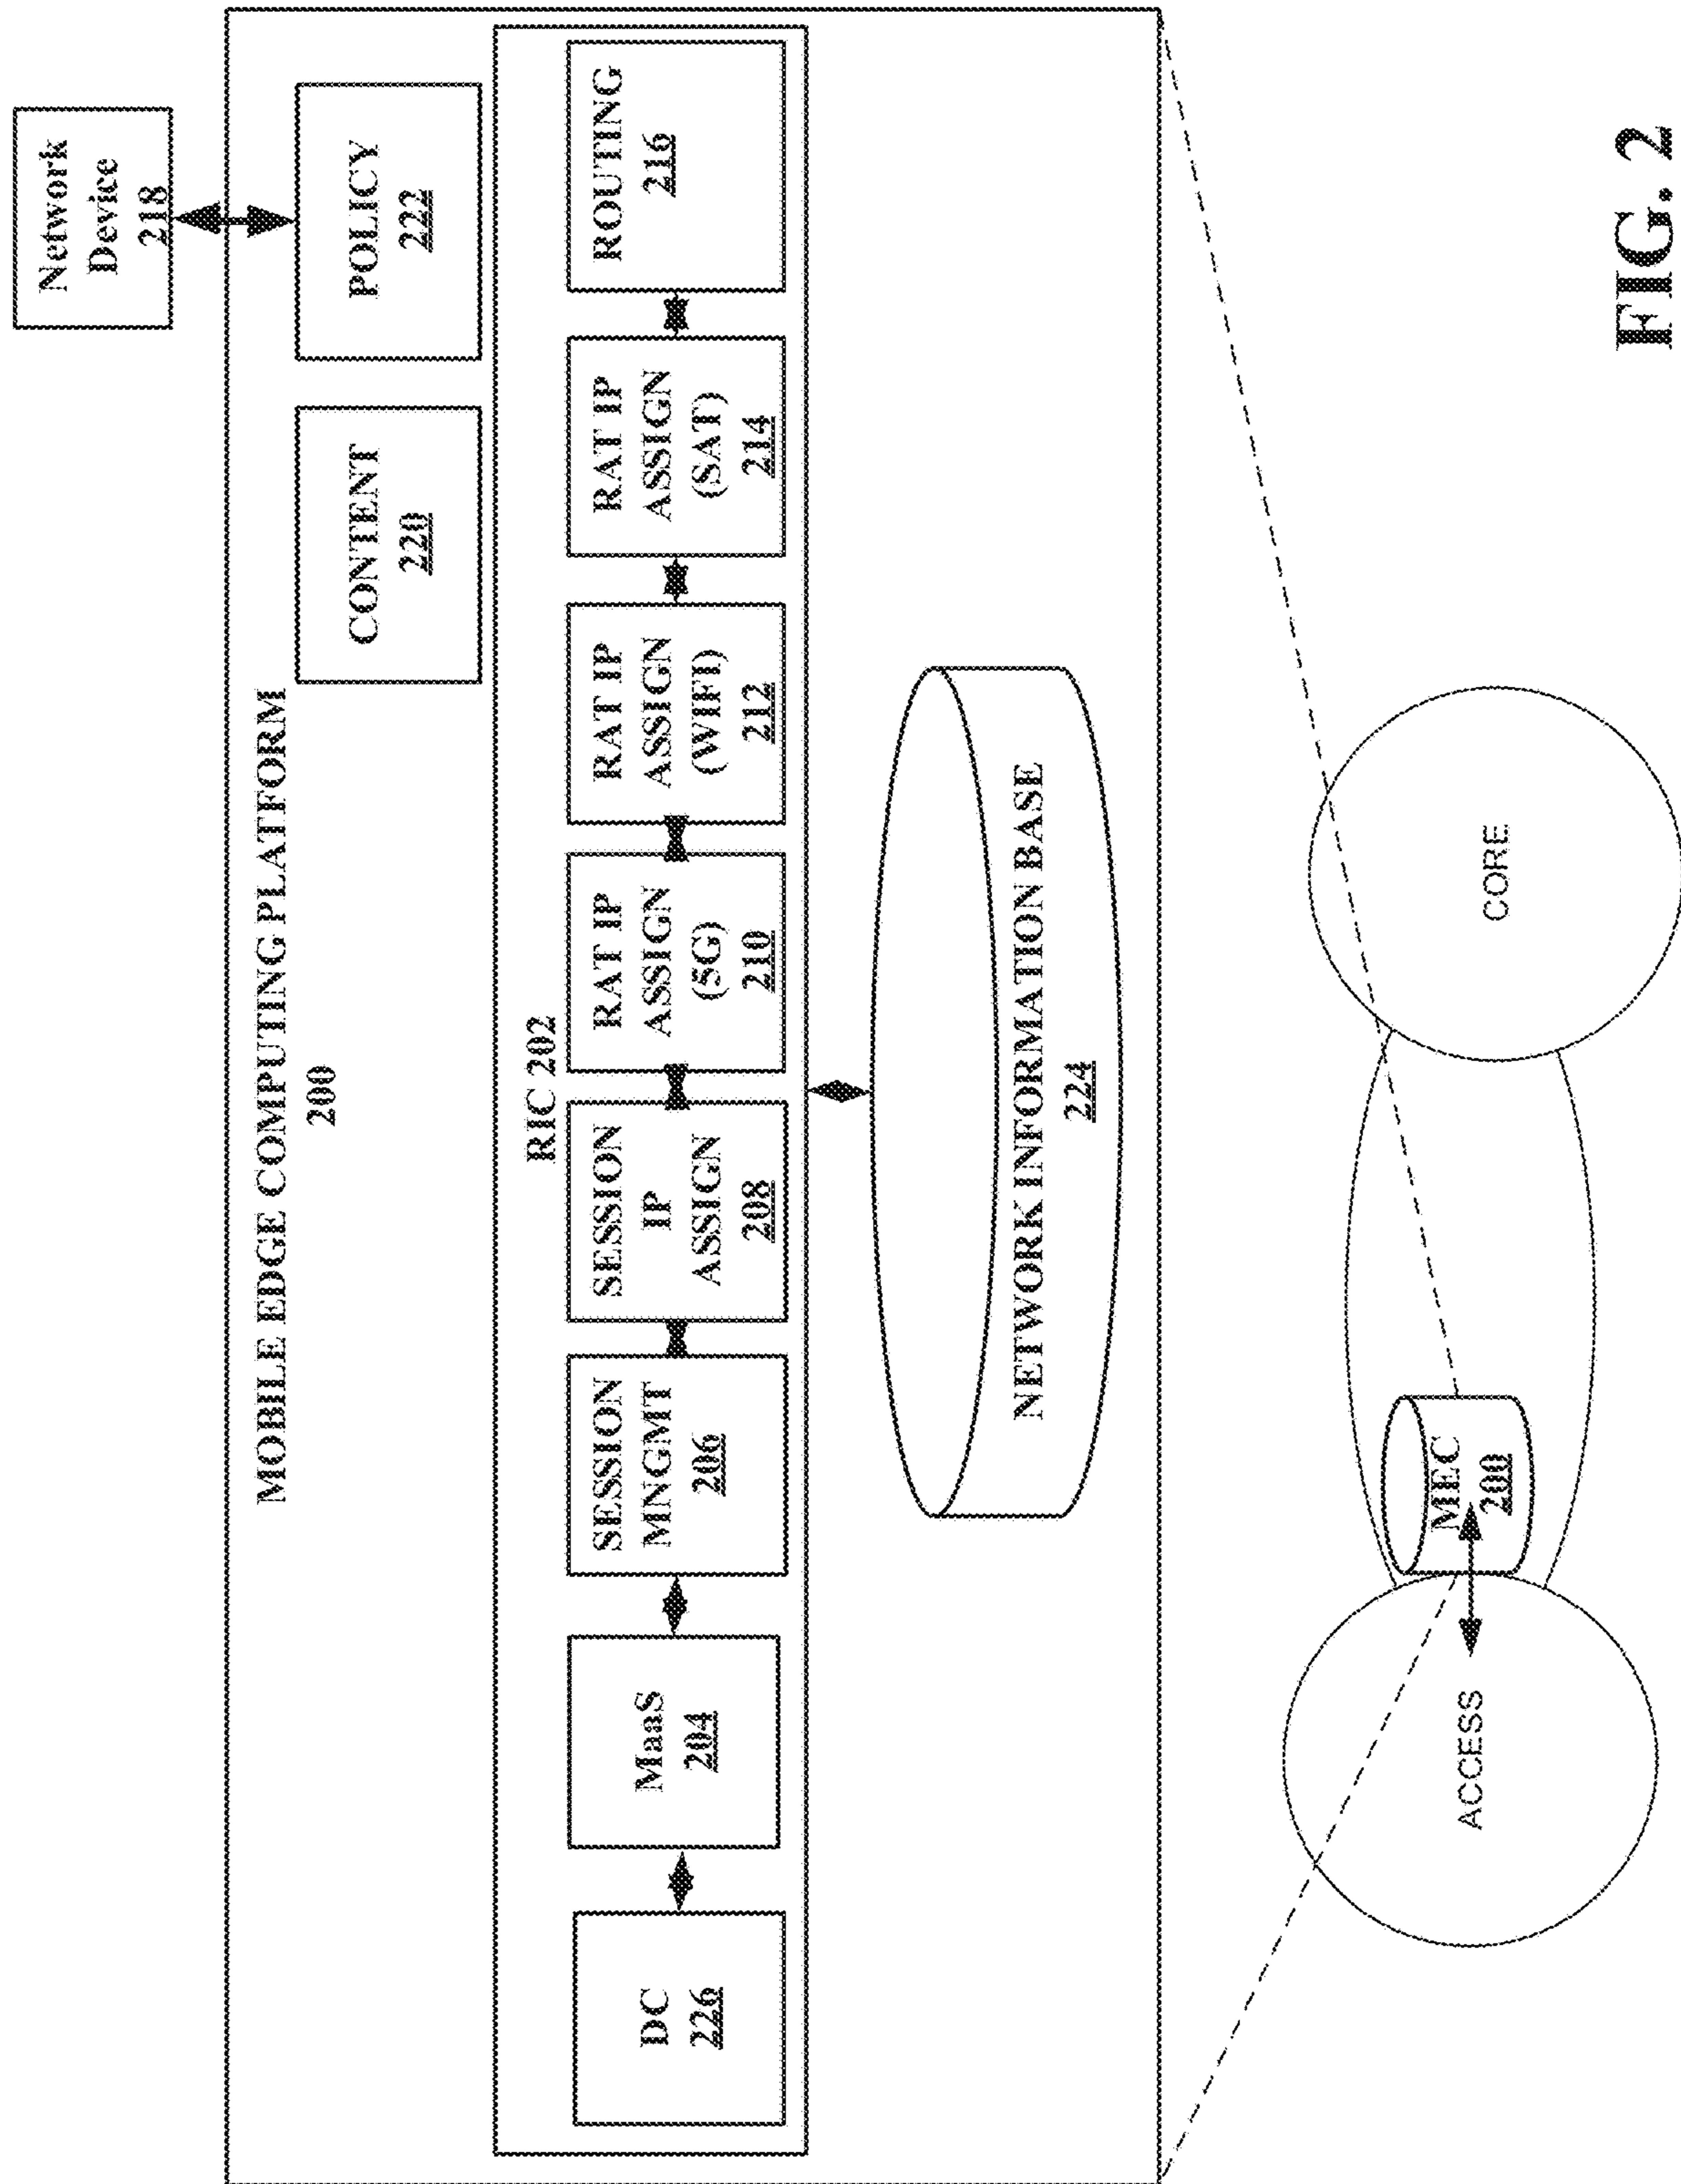 Network
Device
218
MOBILE EDGE COMPUTING PLATFORM
200
CONTENT
220
POLICY
222
RIC 202
DC
226
MaaS
204
SESSION
MNGMT
206
SESSION
IP
ASSIGN
208
RAT IP
ASSIGN
(5G)
210
RAT IP
ASSIGN
(WIFI)
212
RAT IP
ASSIGN
(SAT)
214
ROUTING
216
NETWORK INFORMATION BASE
224
ACCESS
MEC
200
CORE
FIG. 2